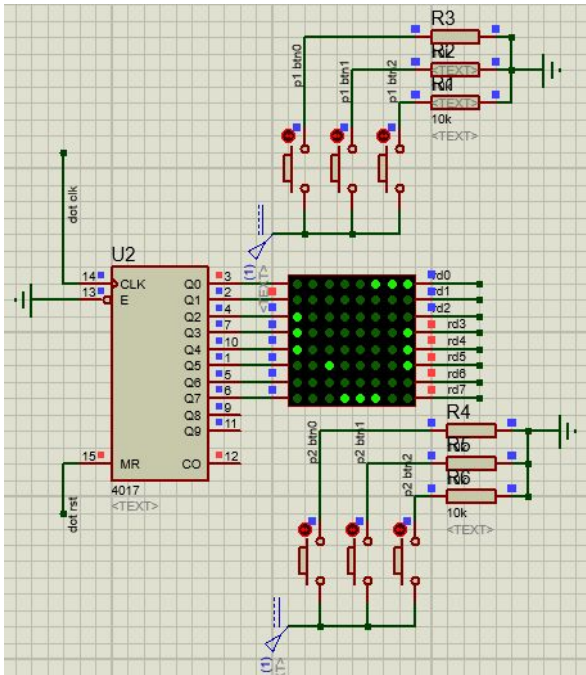 R3
R2
<TEXT>
R1
<TEXT>
10k
<TEXT>
p1 btn0
p1 btn1
p1 btn2
dot clk
(1)
<TEXT>
U2
14
CLK
Q0
3
13
E
Q1
2
Q2
4
Q3
7
Q4
10
Q5
1
Q6
5
Q7
6
Q8
9
Q9
11
15
MR
CO
12
4017
<TEXT>
dot rst
rd0
rd1
rd2
rd3
rd4
rd5
rd6
rd7
p2 btn0
p2 btn1
p2 btn2
R4
R5
R6
10k
<TEXT>
(1)